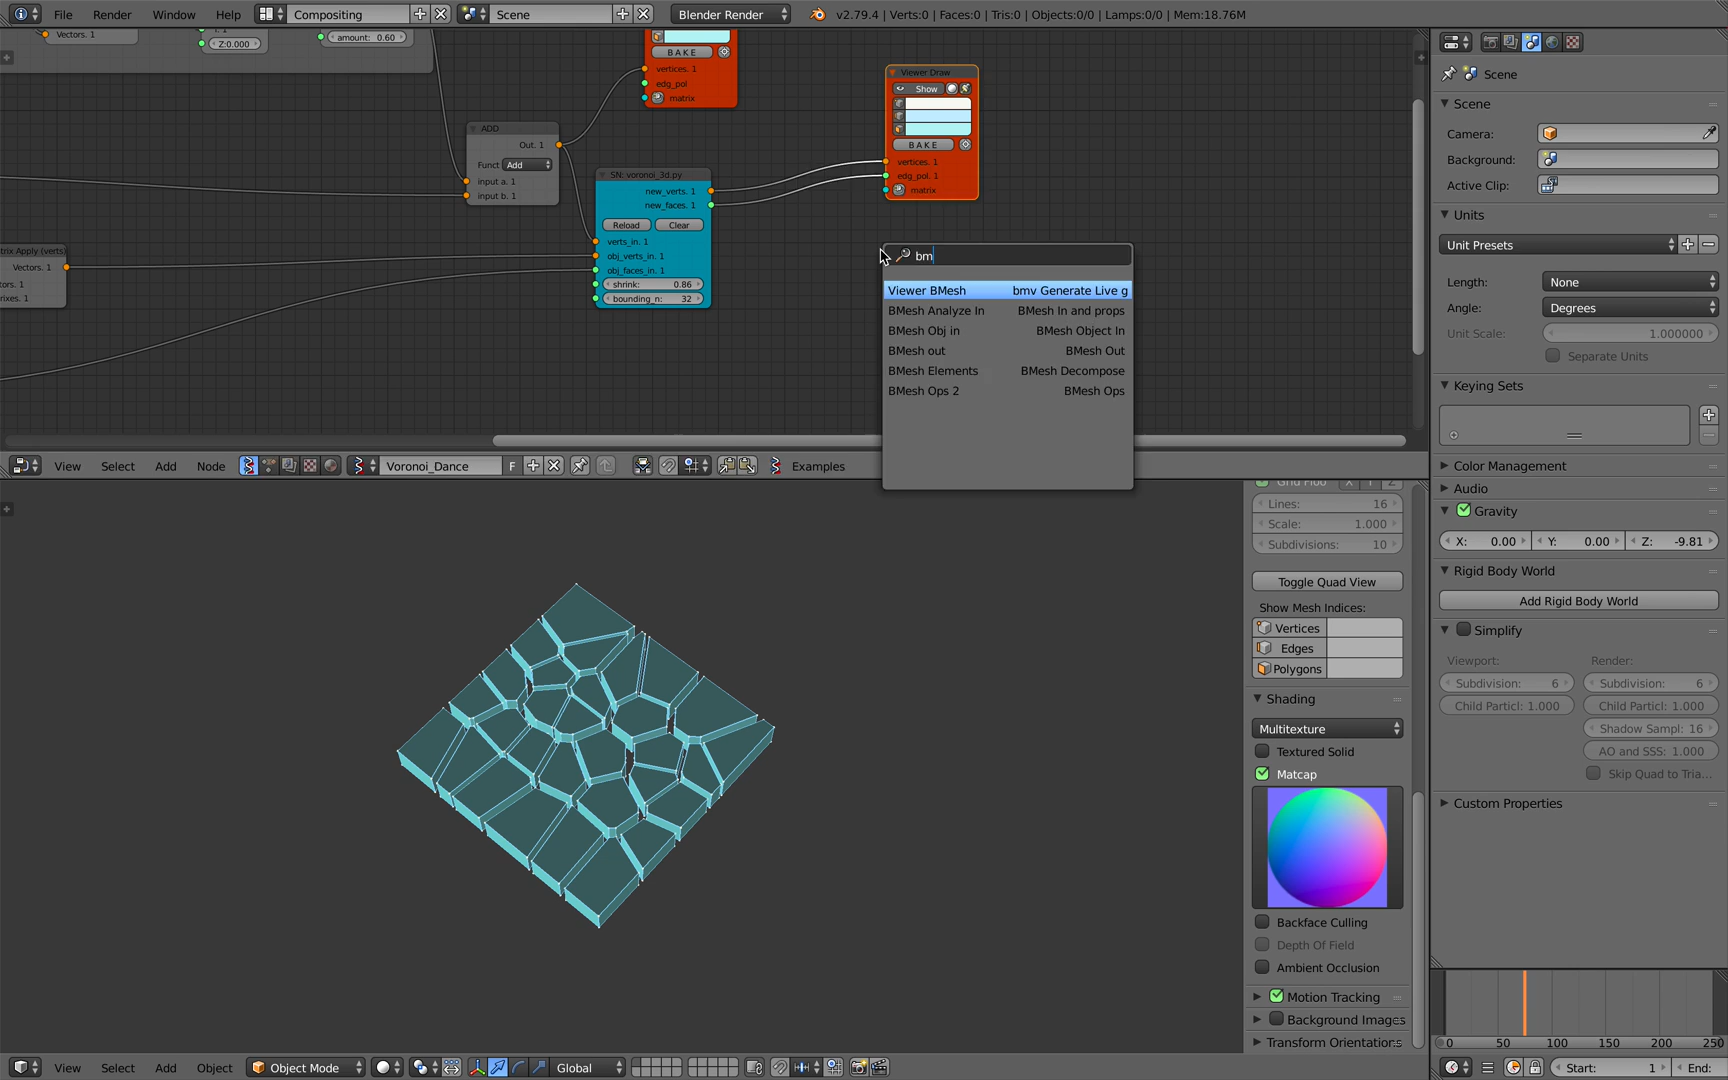 File Render Window Help Compositing Scene Blender Render v2.79.4 | Verts:0 | Faces:0 | Tris:0 | Objects:0/0 | Lamps:0/0 | Mem:18.76M
Vectors. 1
Z:0.000
amount: 0.60
BAKE
vertices. 1
edg_pol
matrix
ADD
Out. 1
Funct Add
input a. 1
input b. 1
trix Apply (verts)
Vectors. 1
tors. 1
rixes. 1
SN: voronoi_3d.py
new_verts. 1
new_faces. 1
Reload Clear
verts_in. 1
obj_verts_in. 1
obj_faces_in. 1
shrink: 0.86
bounding_n: 32
Viewer Draw
Show
BAKE
vertices. 1
edg_pol. 1
matrix
bm
Viewer BMesh bmv Generate Live g
BMesh Analyze In BMesh In and props
BMesh Obj in BMesh Object In
BMesh out BMesh Out
BMesh Elements BMesh Decompose
BMesh Ops 2 BMesh Ops
View Select Add Node Voronoi_Dance F Examples
Lines: 16
Scale: 1.000
Subdivisions: 10
Toggle Quad View
Show Mesh Indices:
Vertices
Edges
Polygons
Shading
Multitexture
Textured Solid
Matcap
Backface Culling
Depth Of Field
Ambient Occlusion
Motion Tracking
Background Images
Transform Orientations
View Select Add Object Object Mode Global
Scene
Scene
Camera:
Background:
Active Clip:
Units
Unit Presets
Length: None
Angle: Degrees
Unit Scale: 1.000000
Separate Units
Keying Sets
Color Management
Audio
Gravity
X: 0.00 Y: 0.00 Z: -9.81
Rigid Body World
Add Rigid Body World
Simplify
Viewport: Render:
Subdivision: 6 Subdivision: 6
Child Particl: 1.000 Child Particl: 1.000
Shadow Sampl: 16
AO and SSS: 1.000
Skip Quad to Tria...
Custom Properties
0 50 100 150 200 250
Start: 1 End: